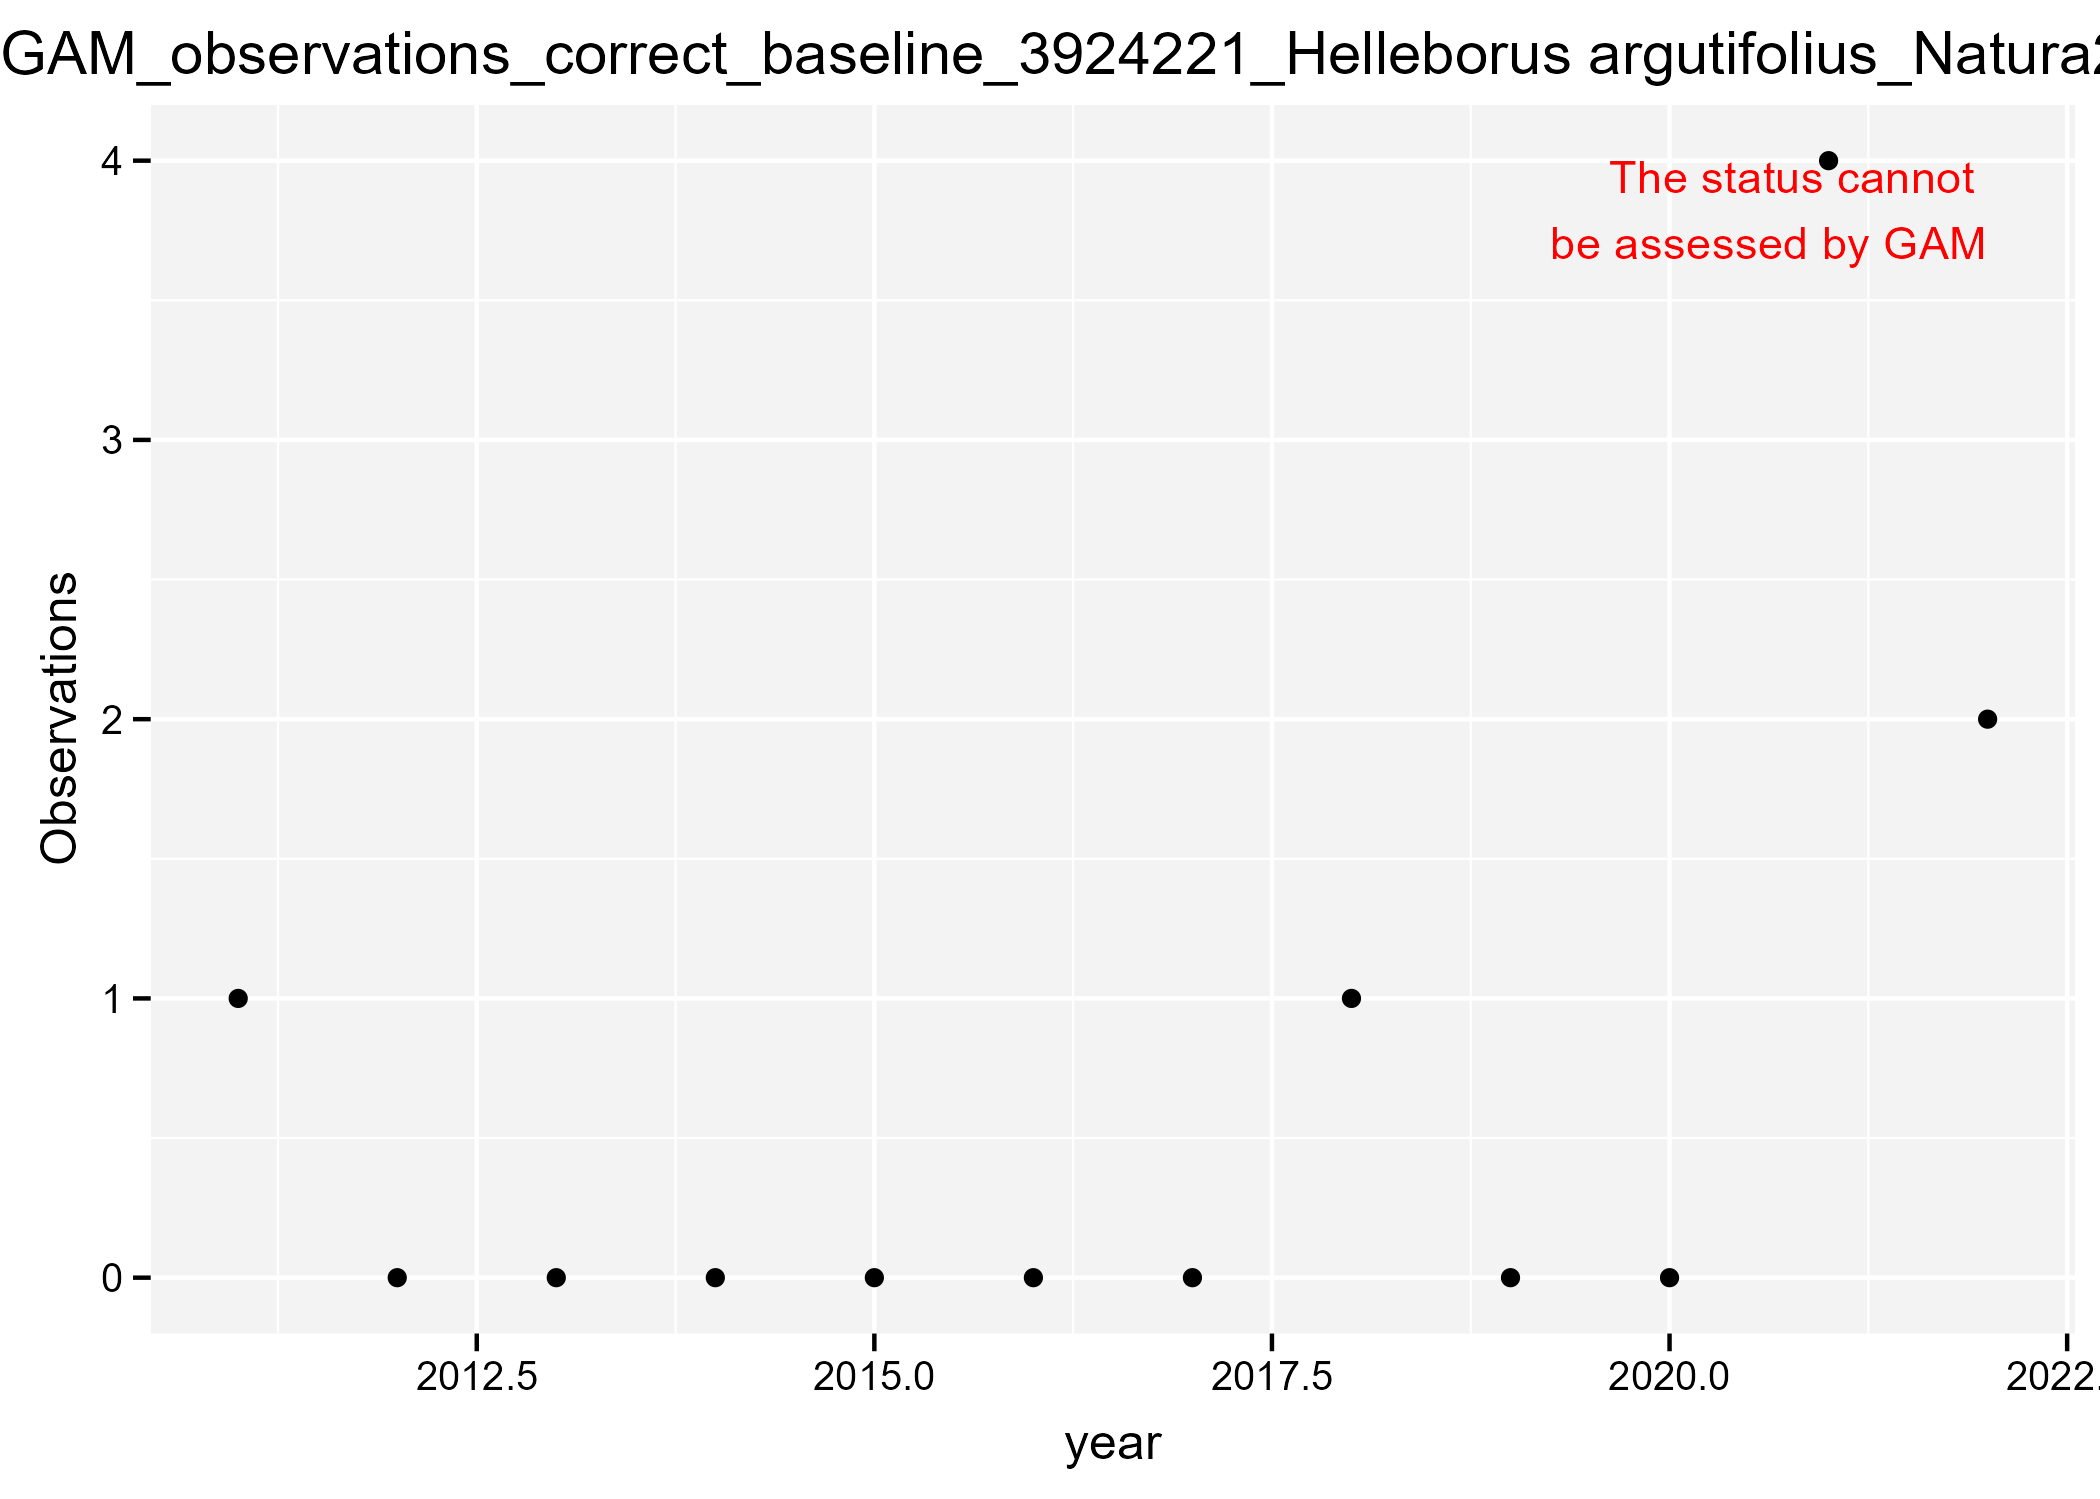 GAM_observations_correct_baseline_3924221_Helleborus argutifolius_Natura2
4
The status cannot
be assessed by GAM
3
Observations
2
1
0
2012.5
2015.0
2017.5
2020.0
2022.
year